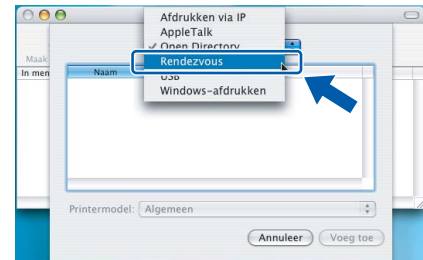 Afdrukken via IP
AppleTalk
✓ Open Directory
Rendezvous
USB
Windows-afdrukken
Maak
In men
Naam
Printermodel: Algemeen
Annuleer Voeg toe